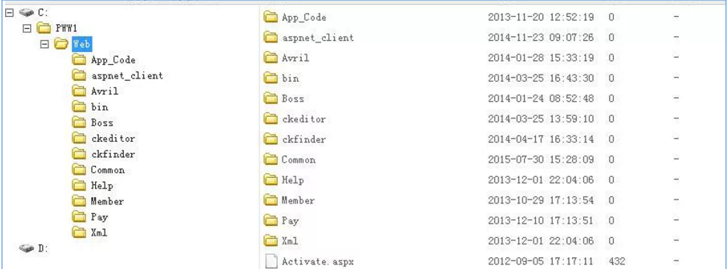 C:
PWW1
Web
App_Code
aspnet_client
Avril
bin
Boss
ckeditor
ckfinder
Common
Help
Member
Pay
Xml
D:
App_Code 2013-11-20 12:52:19 0 -
aspnet_client 2014-11-23 09:07:26 0 -
Avril 2014-01-28 15:33:19 0 -
bin 2014-03-25 16:43:30 0 -
Boss 2014-01-24 08:52:48 0 -
ckeditor 2014-03-25 13:59:10 0 -
ckfinder 2014-04-17 16:33:14 0 -
Common 2015-07-30 15:28:09 0 -
Help 2013-12-01 22:04:06 0 -
Member 2013-10-29 17:13:54 0 -
Pay 2013-12-10 17:13:51 0 -
Xml 2013-12-01 22:04:06 0 -
Activate.aspx 2012-09-05 17:17:11 432 -